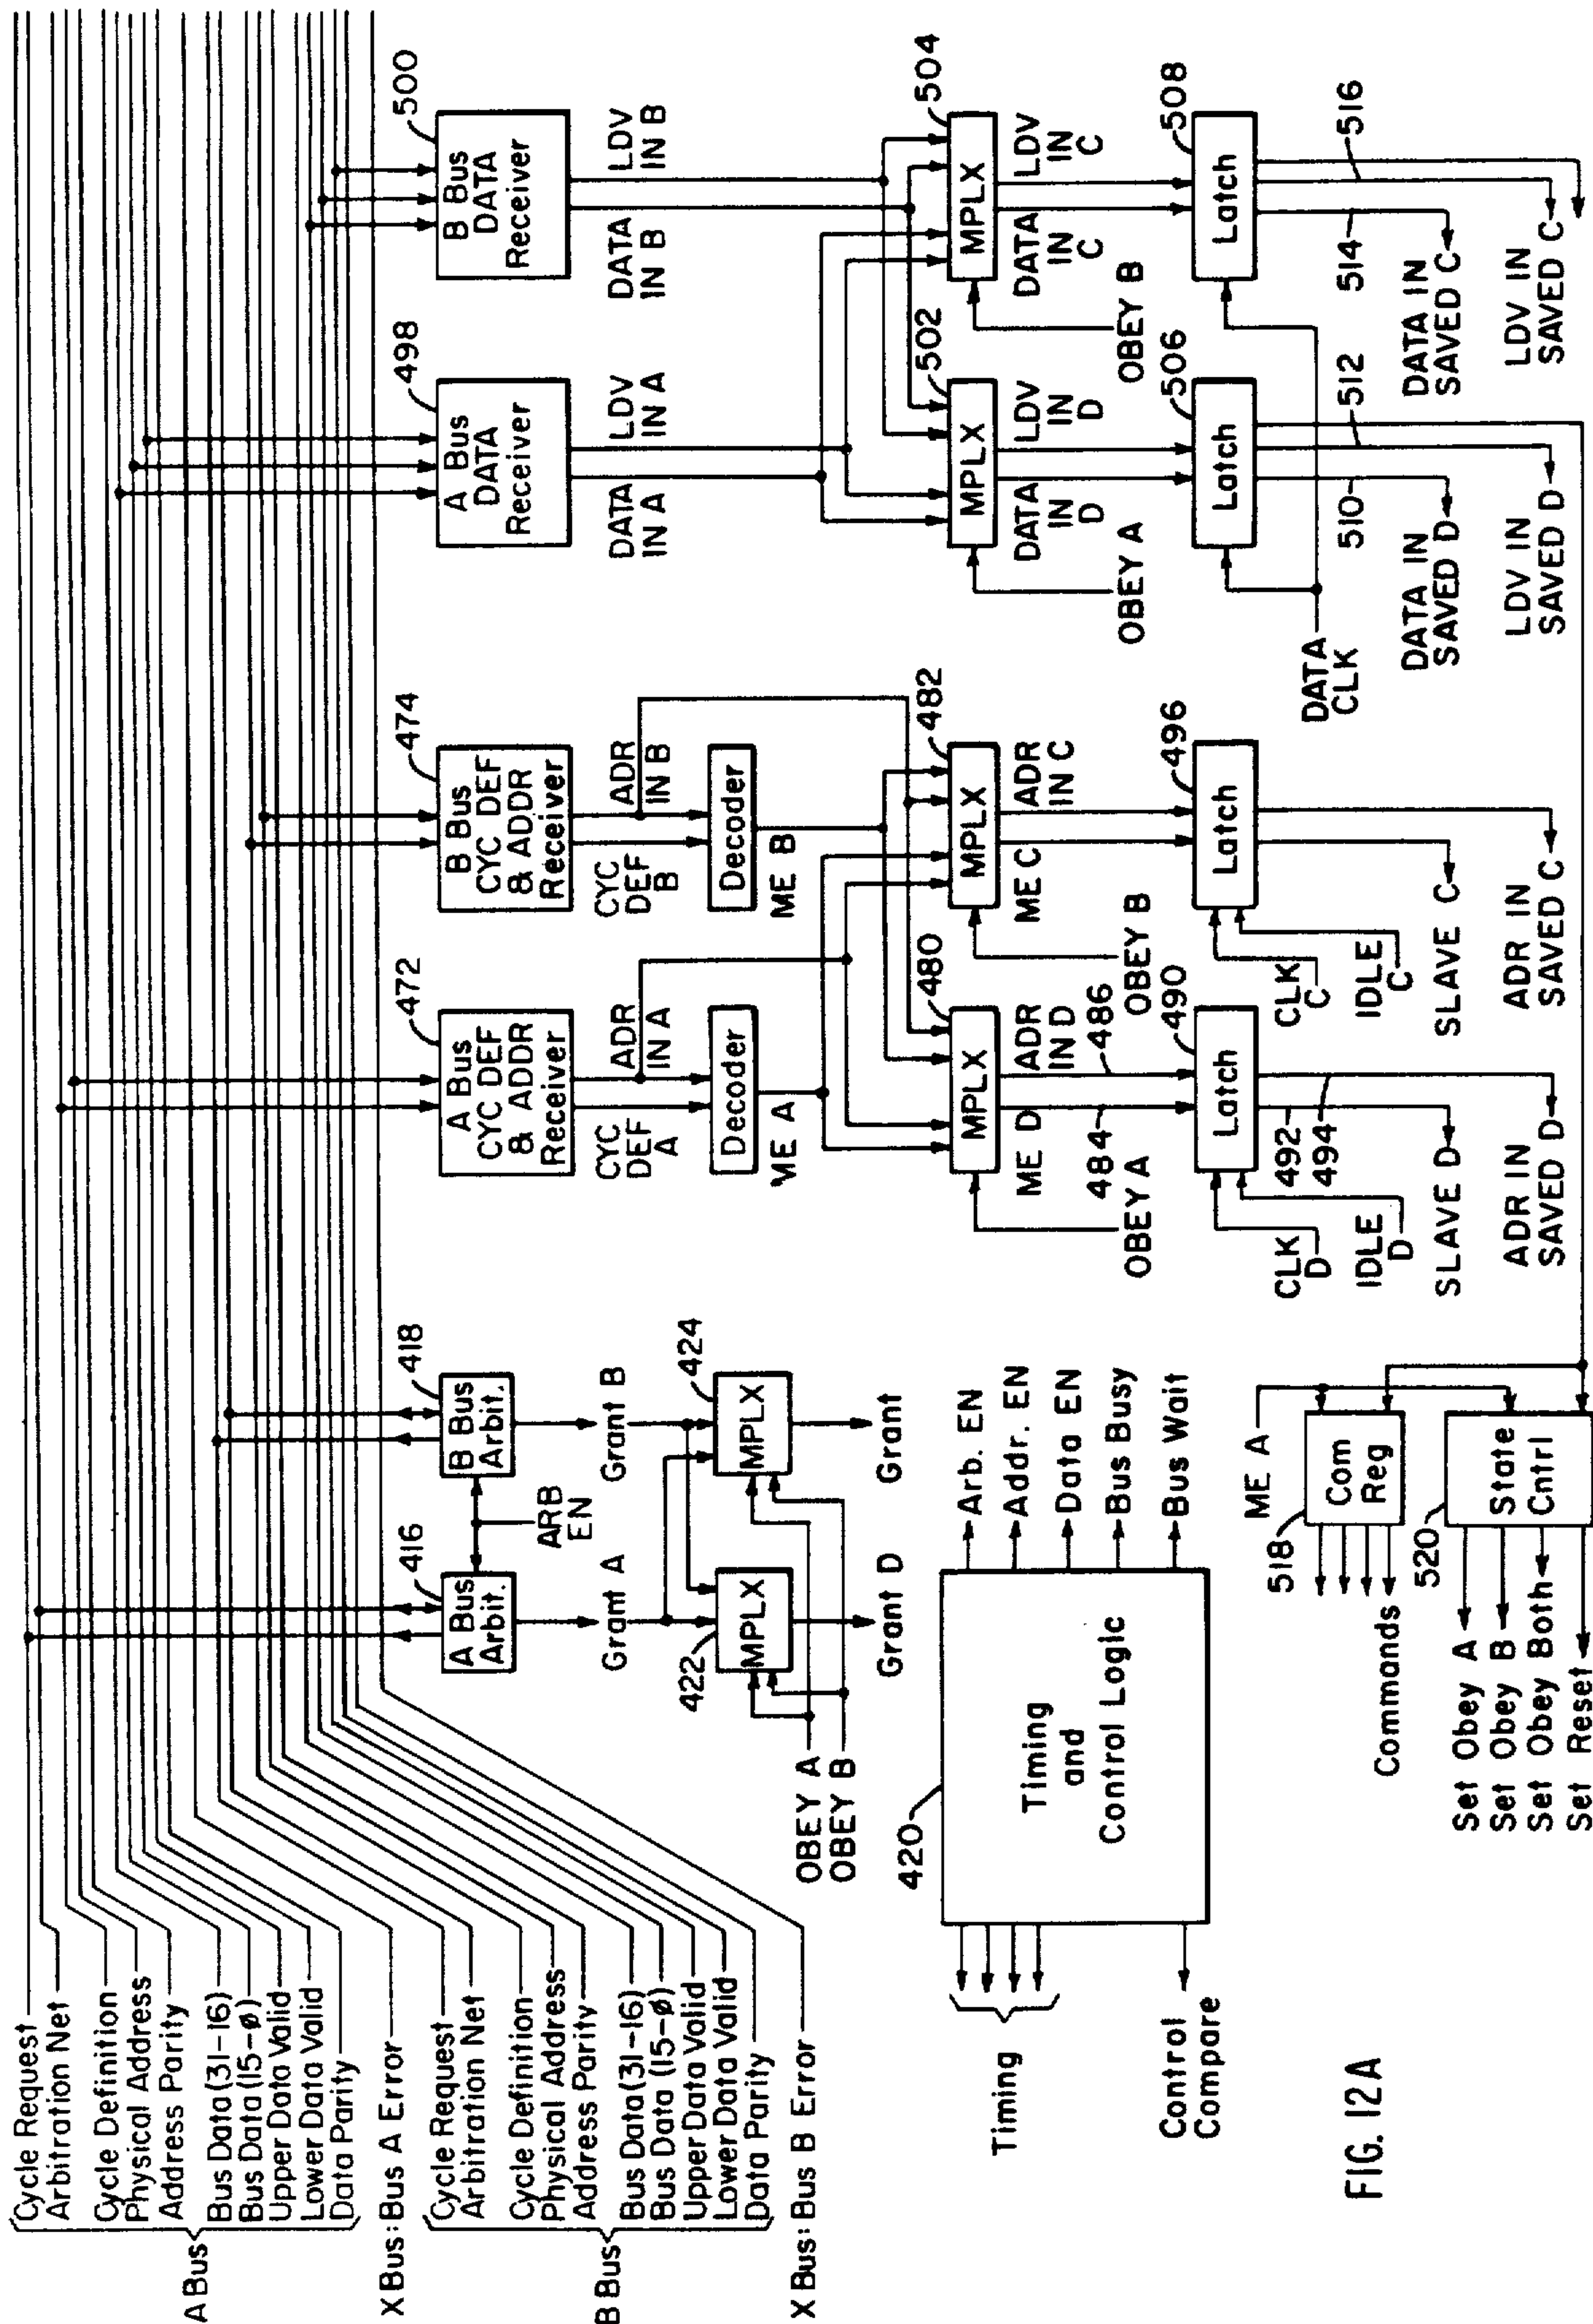 Cycle Request
Arbitration Net
Cycle Definition
Physical Address
Address Parity
Bus Data (31-16)
Bus Data (15-ø)
Upper Data Valid
Lower Data Valid
Data Parity
A Bus
X Bus: Bus A Error
Cycle Request
Arbitration Net
Cycle Definition
Physical Address
Address Parity
Bus Data (31-16)
Bus Data (15-ø)
Upper Data Valid
Lower Data Valid
Data Parity
B Bus
X Bus: Bus B Error
A Bus
Arbit.
416
B Bus
Arbit.
418
ARB
EN
Grant A
Grant B
422
MPLX
MPLX
424
OBEY A
OBEY B
Grant D
Grant
420
Timing
and
Control Logic
Arb. EN
Addr. EN
Data EN
Bus Busy
Bus Wait
Timing
Control
Compare
ME A
518
Com
Reg
Commands
520
State
Cntrl
Set Obey A
Set Obey B
Set Obey Both
Set Reset
A Bus
CYC DEF
& ADDR
Receiver
472
B Bus
CYC DEF
& ADDR
Receiver
474
CYC
DEF
A
ADR
IN A
CYC
DEF
B
ADR
IN B
Decoder
Decoder
ME A
ME B
MPLX
480
MPLX
482
OBEY A
ME D
ADR
IN D
484
486
OBEY B
ME C
ADR
IN C
Latch
490
Latch
496
CLK
D
IDLE
D
492
494
CLK
C
IDLE
C
SLAVE D
SLAVE C
ADR IN
SAVED D
ADR IN
SAVED C
A Bus
DATA
Receiver
498
B Bus
DATA
Receiver
500
DATA
IN A
LDV
IN A
DATA
IN B
LDV
IN B
MPLX
502
MPLX
504
OBEY A
DATA
IN
D
LDV
IN
D
OBEY B
DATA
IN
C
LDV
IN
C
Latch
506
Latch
508
DATA
CLK
510
512
514
516
DATA IN
SAVED D
DATA IN
SAVED C
LDV IN
SAVED D
LDV IN
SAVED C
FIG. 12A